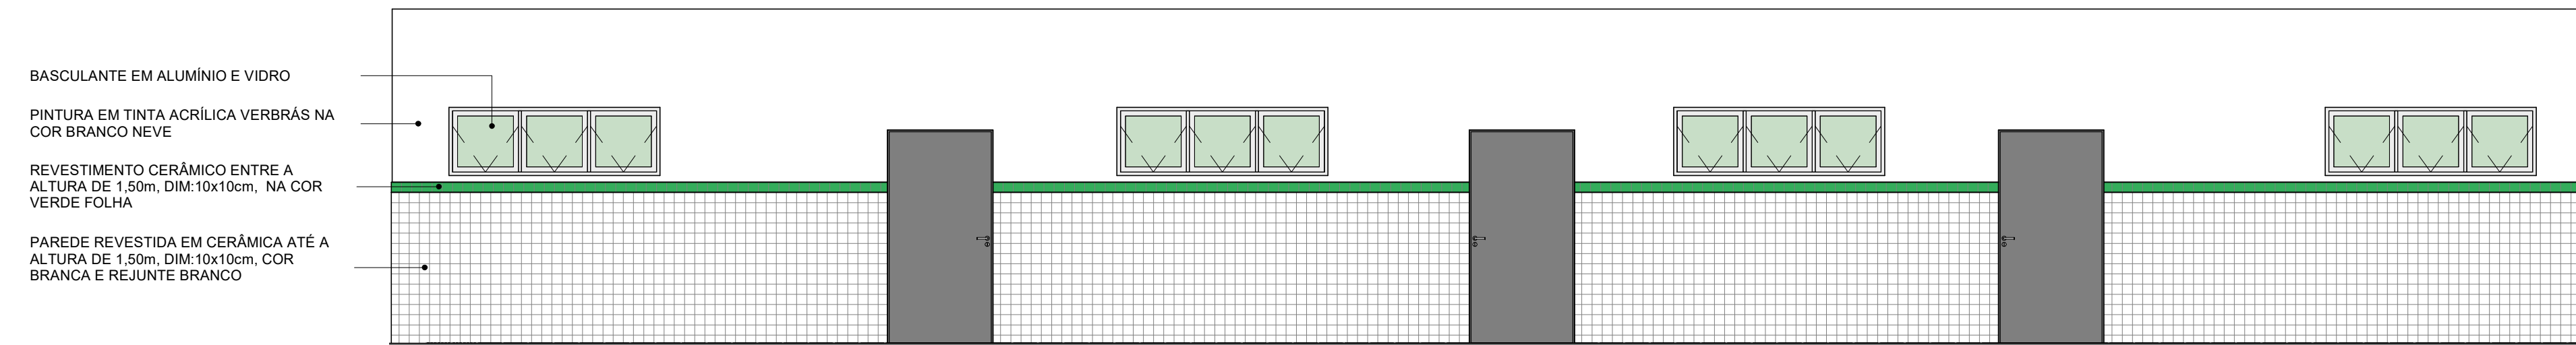 BASCULANTE EM ALUMÍNIO E VIDRO
PINTURA EM TINTA ACRÍLICA VERBRÁS NA
COR BRANCO NEVE
REVESTIMENTO CERÂMICO ENTRE A
ALTURA DE 1,50m, DIM:10x10cm, NA COR
VERDE FOLHA
PAREDE REVESTIDA EM CERÂMICA ATÉ A
ALTURA DE 1,50m, DIM:10x10cm, COR
BRANCA E REJUNTE BRANCO